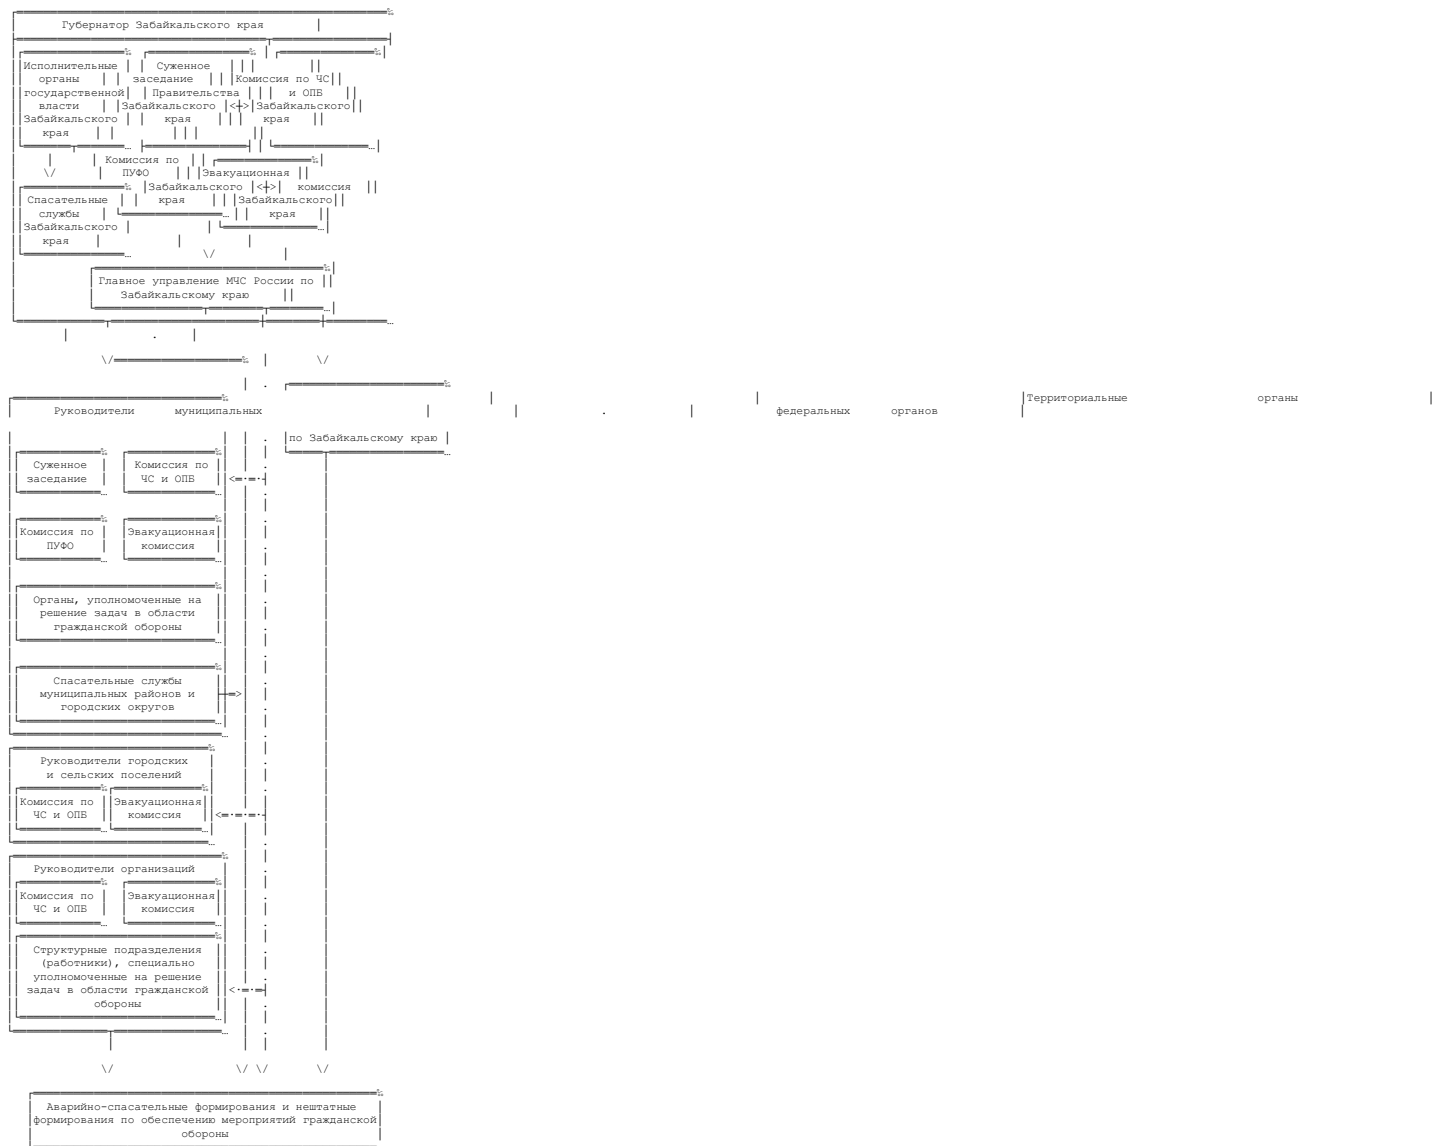 Губернатор Забайкальского края
Исполнительные Суженное
органы заседание Комиссия по ЧС
государственной Правительства и ОПБ
власти Забайкальского <┼> Забайкальского
Забайкальского края края
края
Комиссия по
\/ ПУФО Эвакуационная
Забайкальского <┼> комиссия
Спасательные края Забайкальского
службы края
Забайкальского
края
\/
Главное управление МЧС России по
Забайкальскому краю
.
\/ \/
.
Территориальные органы
Руководители муниципальных . федеральных органов
. по Забайкальскому краю
Суженное Комиссия по .
заседание ЧС и ОПБ <=·=·
.
.
Комиссия по Эвакуационная
ПУФО комиссия .
.
Органы, уполномоченные на .
решение задач в области
гражданской обороны .
.
Спасательные службы .
муниципальных районов и =>
городских округов .
.
Руководители городских .
и сельских поселений
.
Комиссия по Эвакуационная
ЧС и ОПБ комиссия <=·=·=·
.
Руководители организаций .
Комиссия по Эвакуационная .
ЧС и ОПБ комиссия
.
Структурные подразделения .
(работники), специально
уполномоченные на решение .
задач в области гражданской <·=·=
обороны .
.
\/ \/ \/ \/
Аварийно-спасательные формирования и нештатные
формирования по обеспечению мероприятий гражданской
обороны